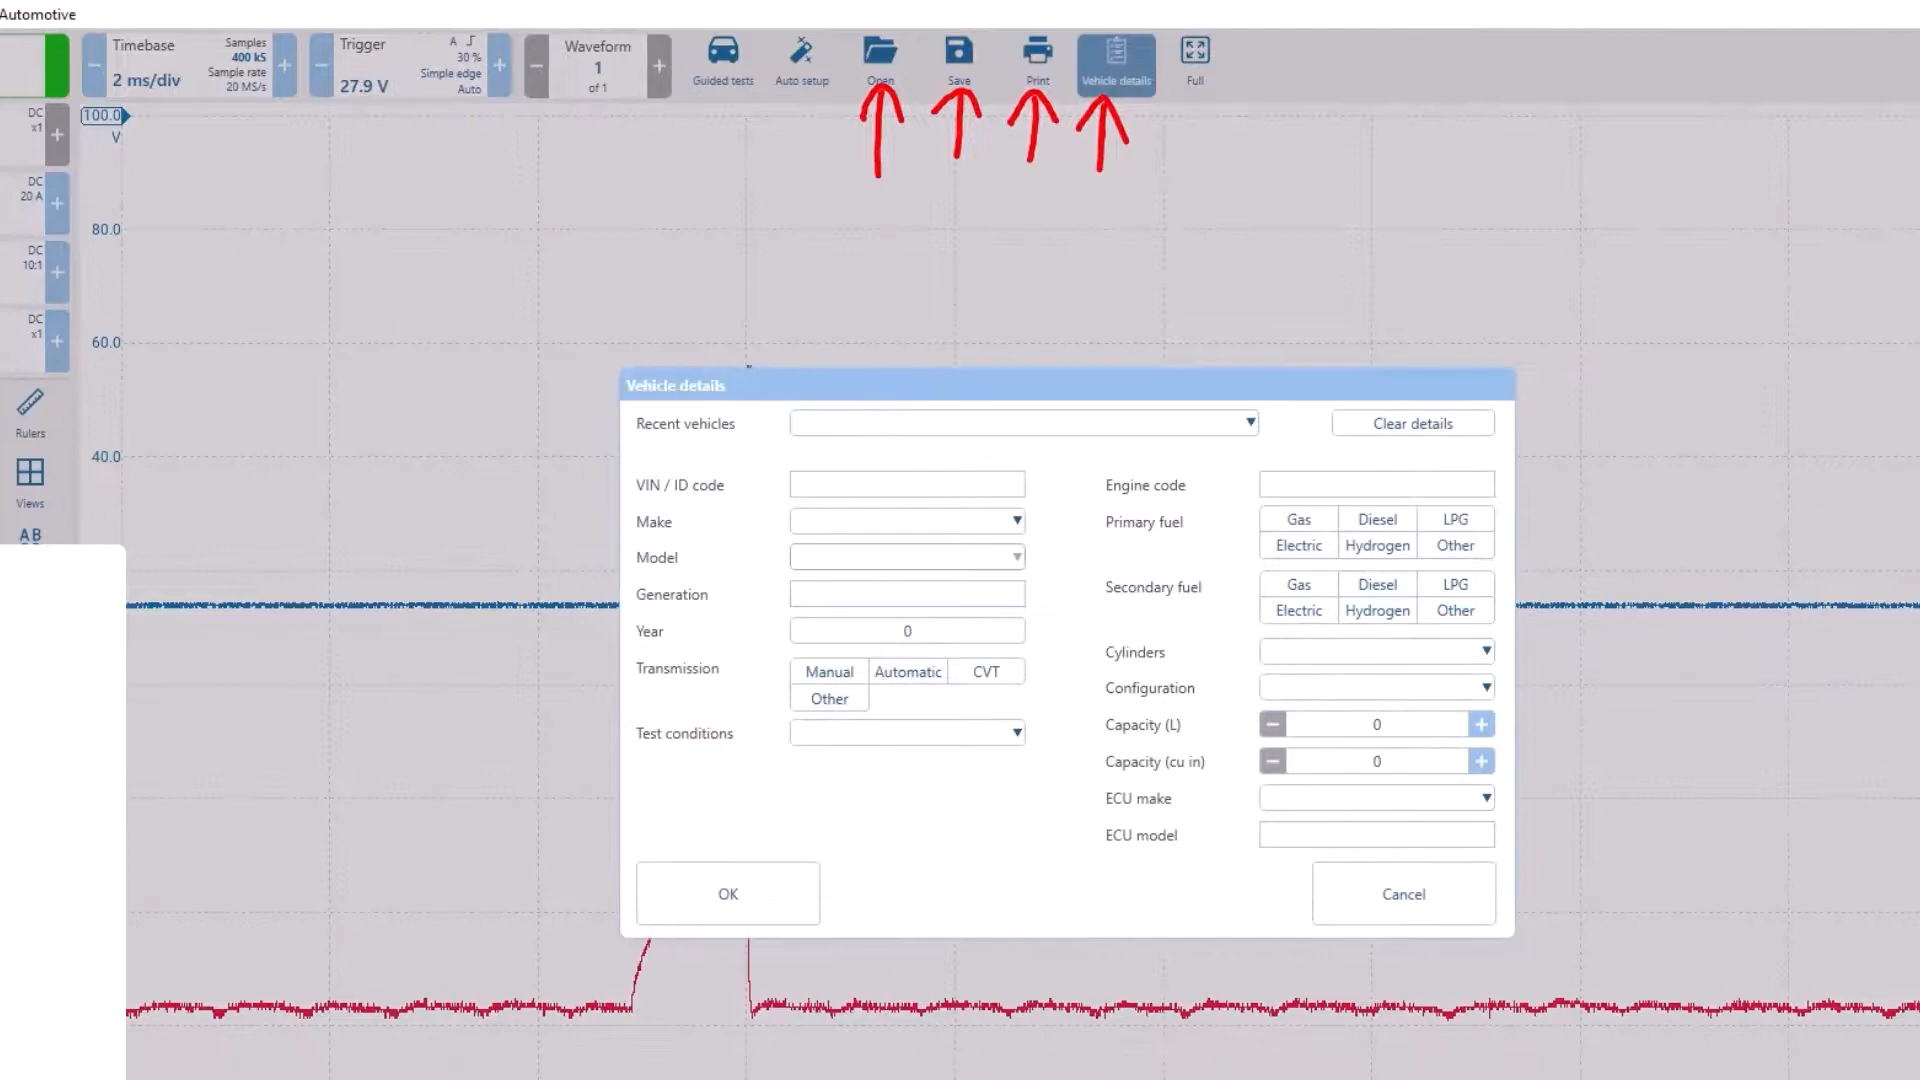 Automotive
Timebase
2 ms/div
Samples
400 kS
Sample rate
20 MS/s
Trigger
27.9 V
A
30 %
Simple edge
Auto
Waveform
1
of 1
Guided tests
Auto setup
Open
Save
Print
Vehicle details
Full
DC
x1
DC
20 A
DC
10:1
DC
x1
Rulers
Views
AB
100.0
V
80.0
60.0
40.0
Vehicle details
Recent vehicles
Clear details
VIN / ID code
Make
Model
Generation
Year
0
Transmission
Manual
Automatic
CVT
Other
Test conditions
Engine code
Primary fuel
Gas
Diesel
LPG
Electric
Hydrogen
Other
Secondary fuel
Gas
Diesel
LPG
Electric
Hydrogen
Other
Cylinders
Configuration
Capacity (L)
0
Capacity (cu in)
0
ECU make
ECU model
OK
Cancel